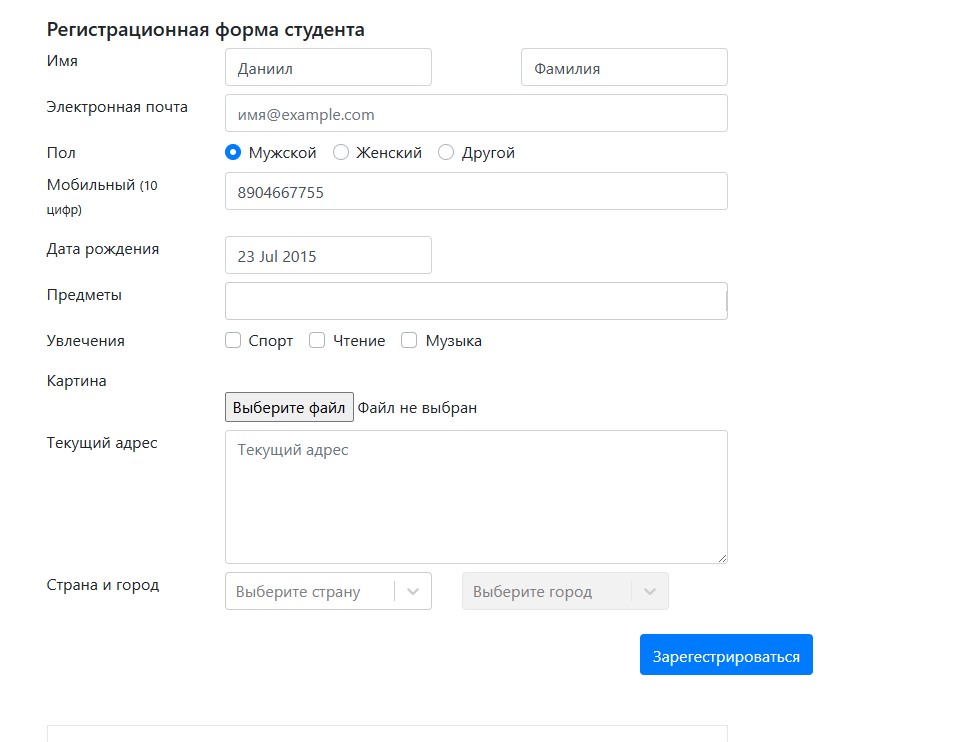 Регистрационная форма студента
Имя
Даниил
Фамилия
Электронная почта
имя@example.com
Пол
Мужской Женский Другой
Мобильный (10
цифр)
8904667755
Дата рождения
23 Jul 2015
Предметы
Увлечения
Спорт Чтение Музыка
Картина
Выберите файл Файл не выбран
Текущий адрес
Текущий адрес
Страна и город
Выберите страну
Выберите город
Зарегестрироваться